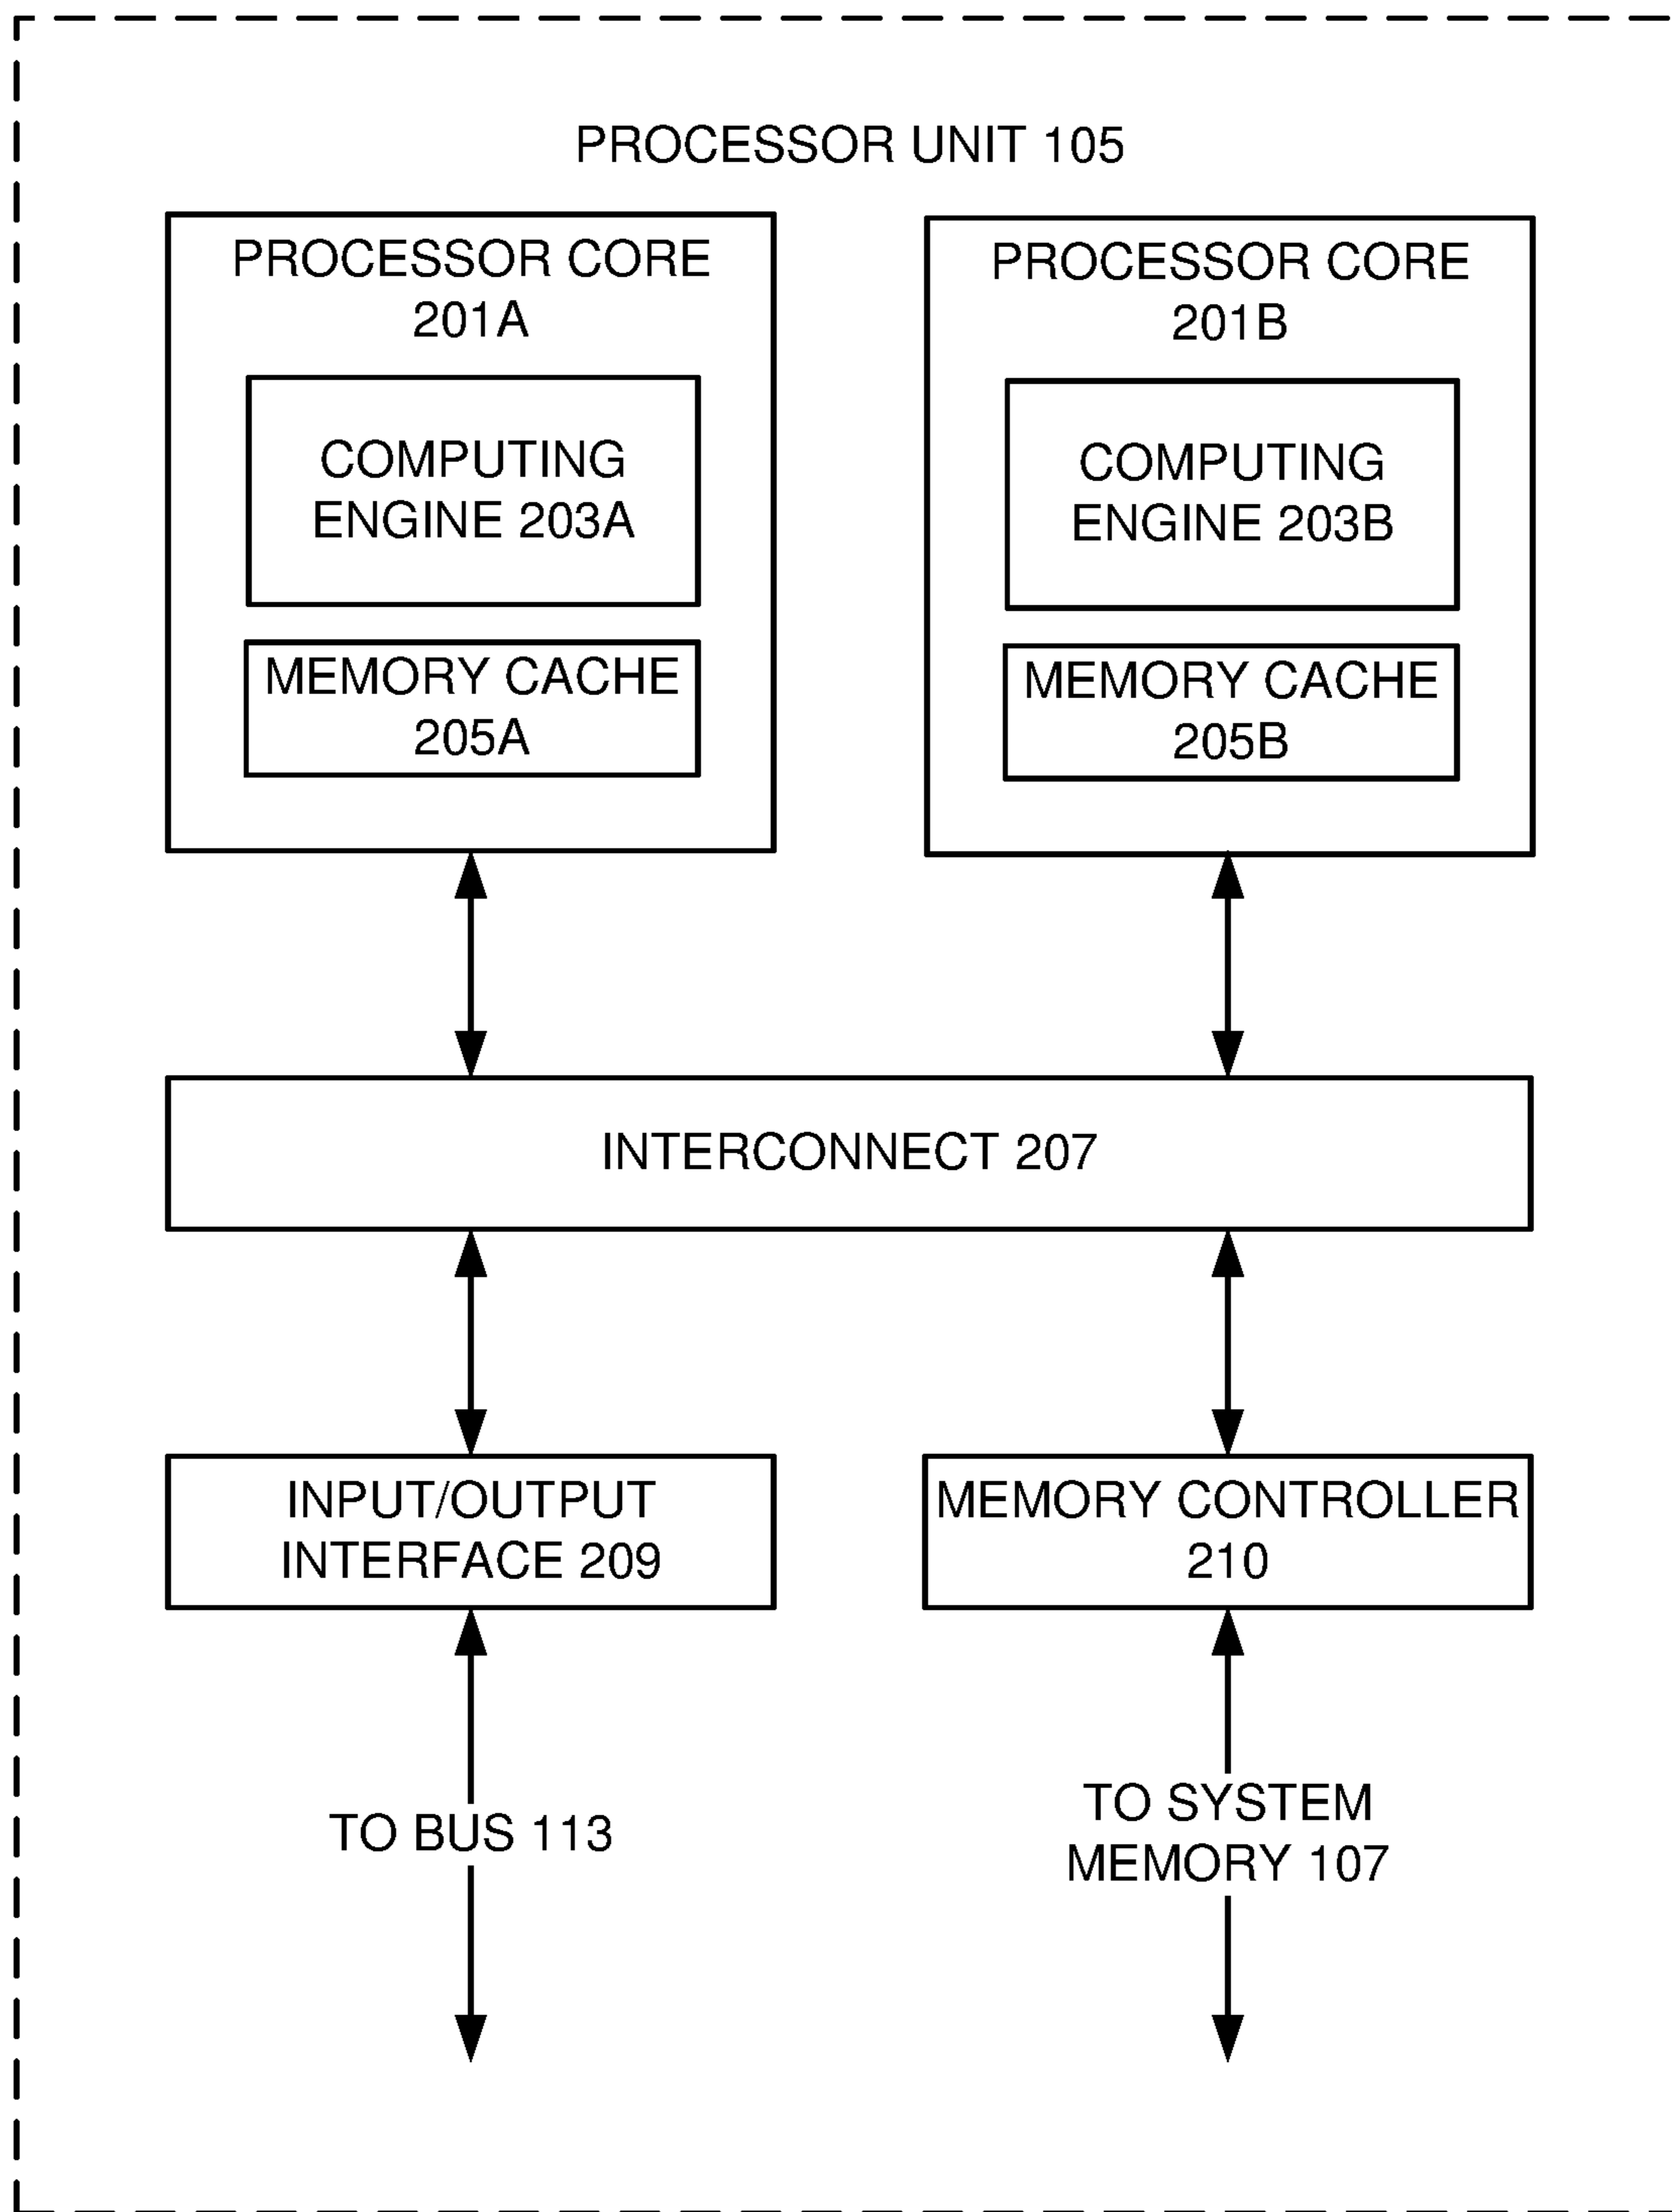 PROCESSOR UNIT 105
PROCESSOR CORE
201A
COMPUTING
ENGINE 203A
MEMORY CACHE
205A
PROCESSOR CORE
201B
COMPUTING
ENGINE 203B
MEMORY CACHE
205B
INTERCONNECT 207
INPUT/OUTPUT
INTERFACE 209
MEMORY CONTROLLER
210
TO BUS 113
TO SYSTEM
MEMORY 107